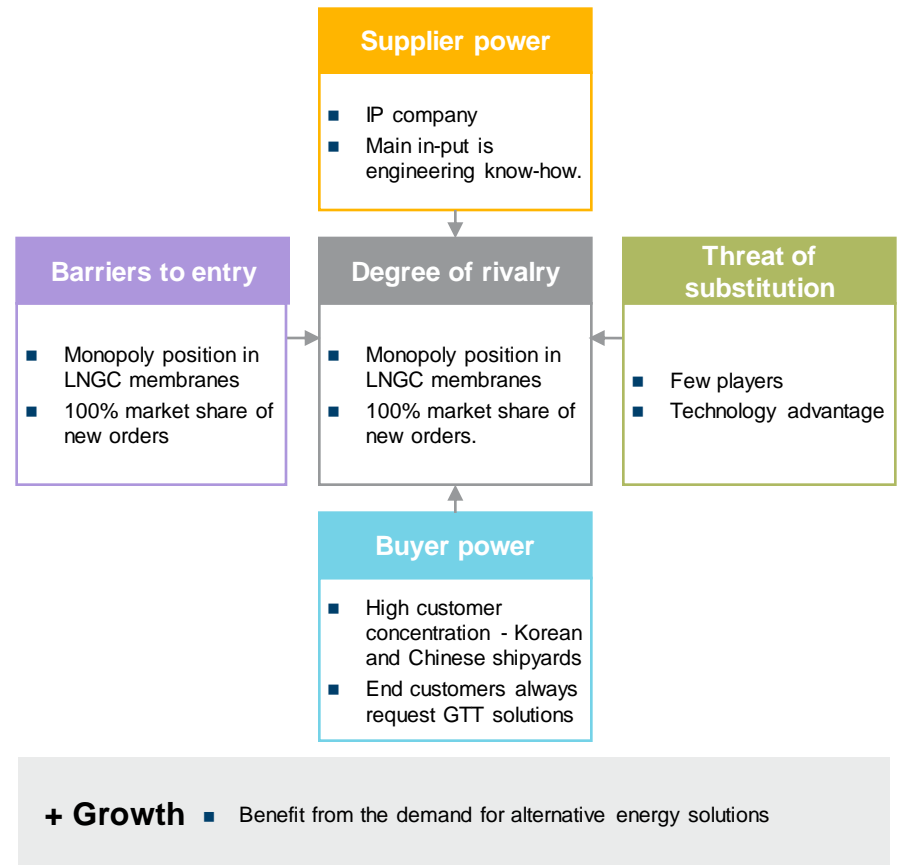 Supplier power
IP company
Main in-put is
engineering know-how.
Barriers to entry
Monopoly position in
LNGC membranes
100% market share of
new orders
Degree of rivalry
Monopoly position in
LNGC membranes
100% market share of
new orders.
Threat of
substitution
Few players
Technology advantage
Buyer power
High customer
concentration - Korean
and Chinese shipyards
End customers always
request GTT solutions
+ Growth
Benefit from the demand for alternative energy solutions